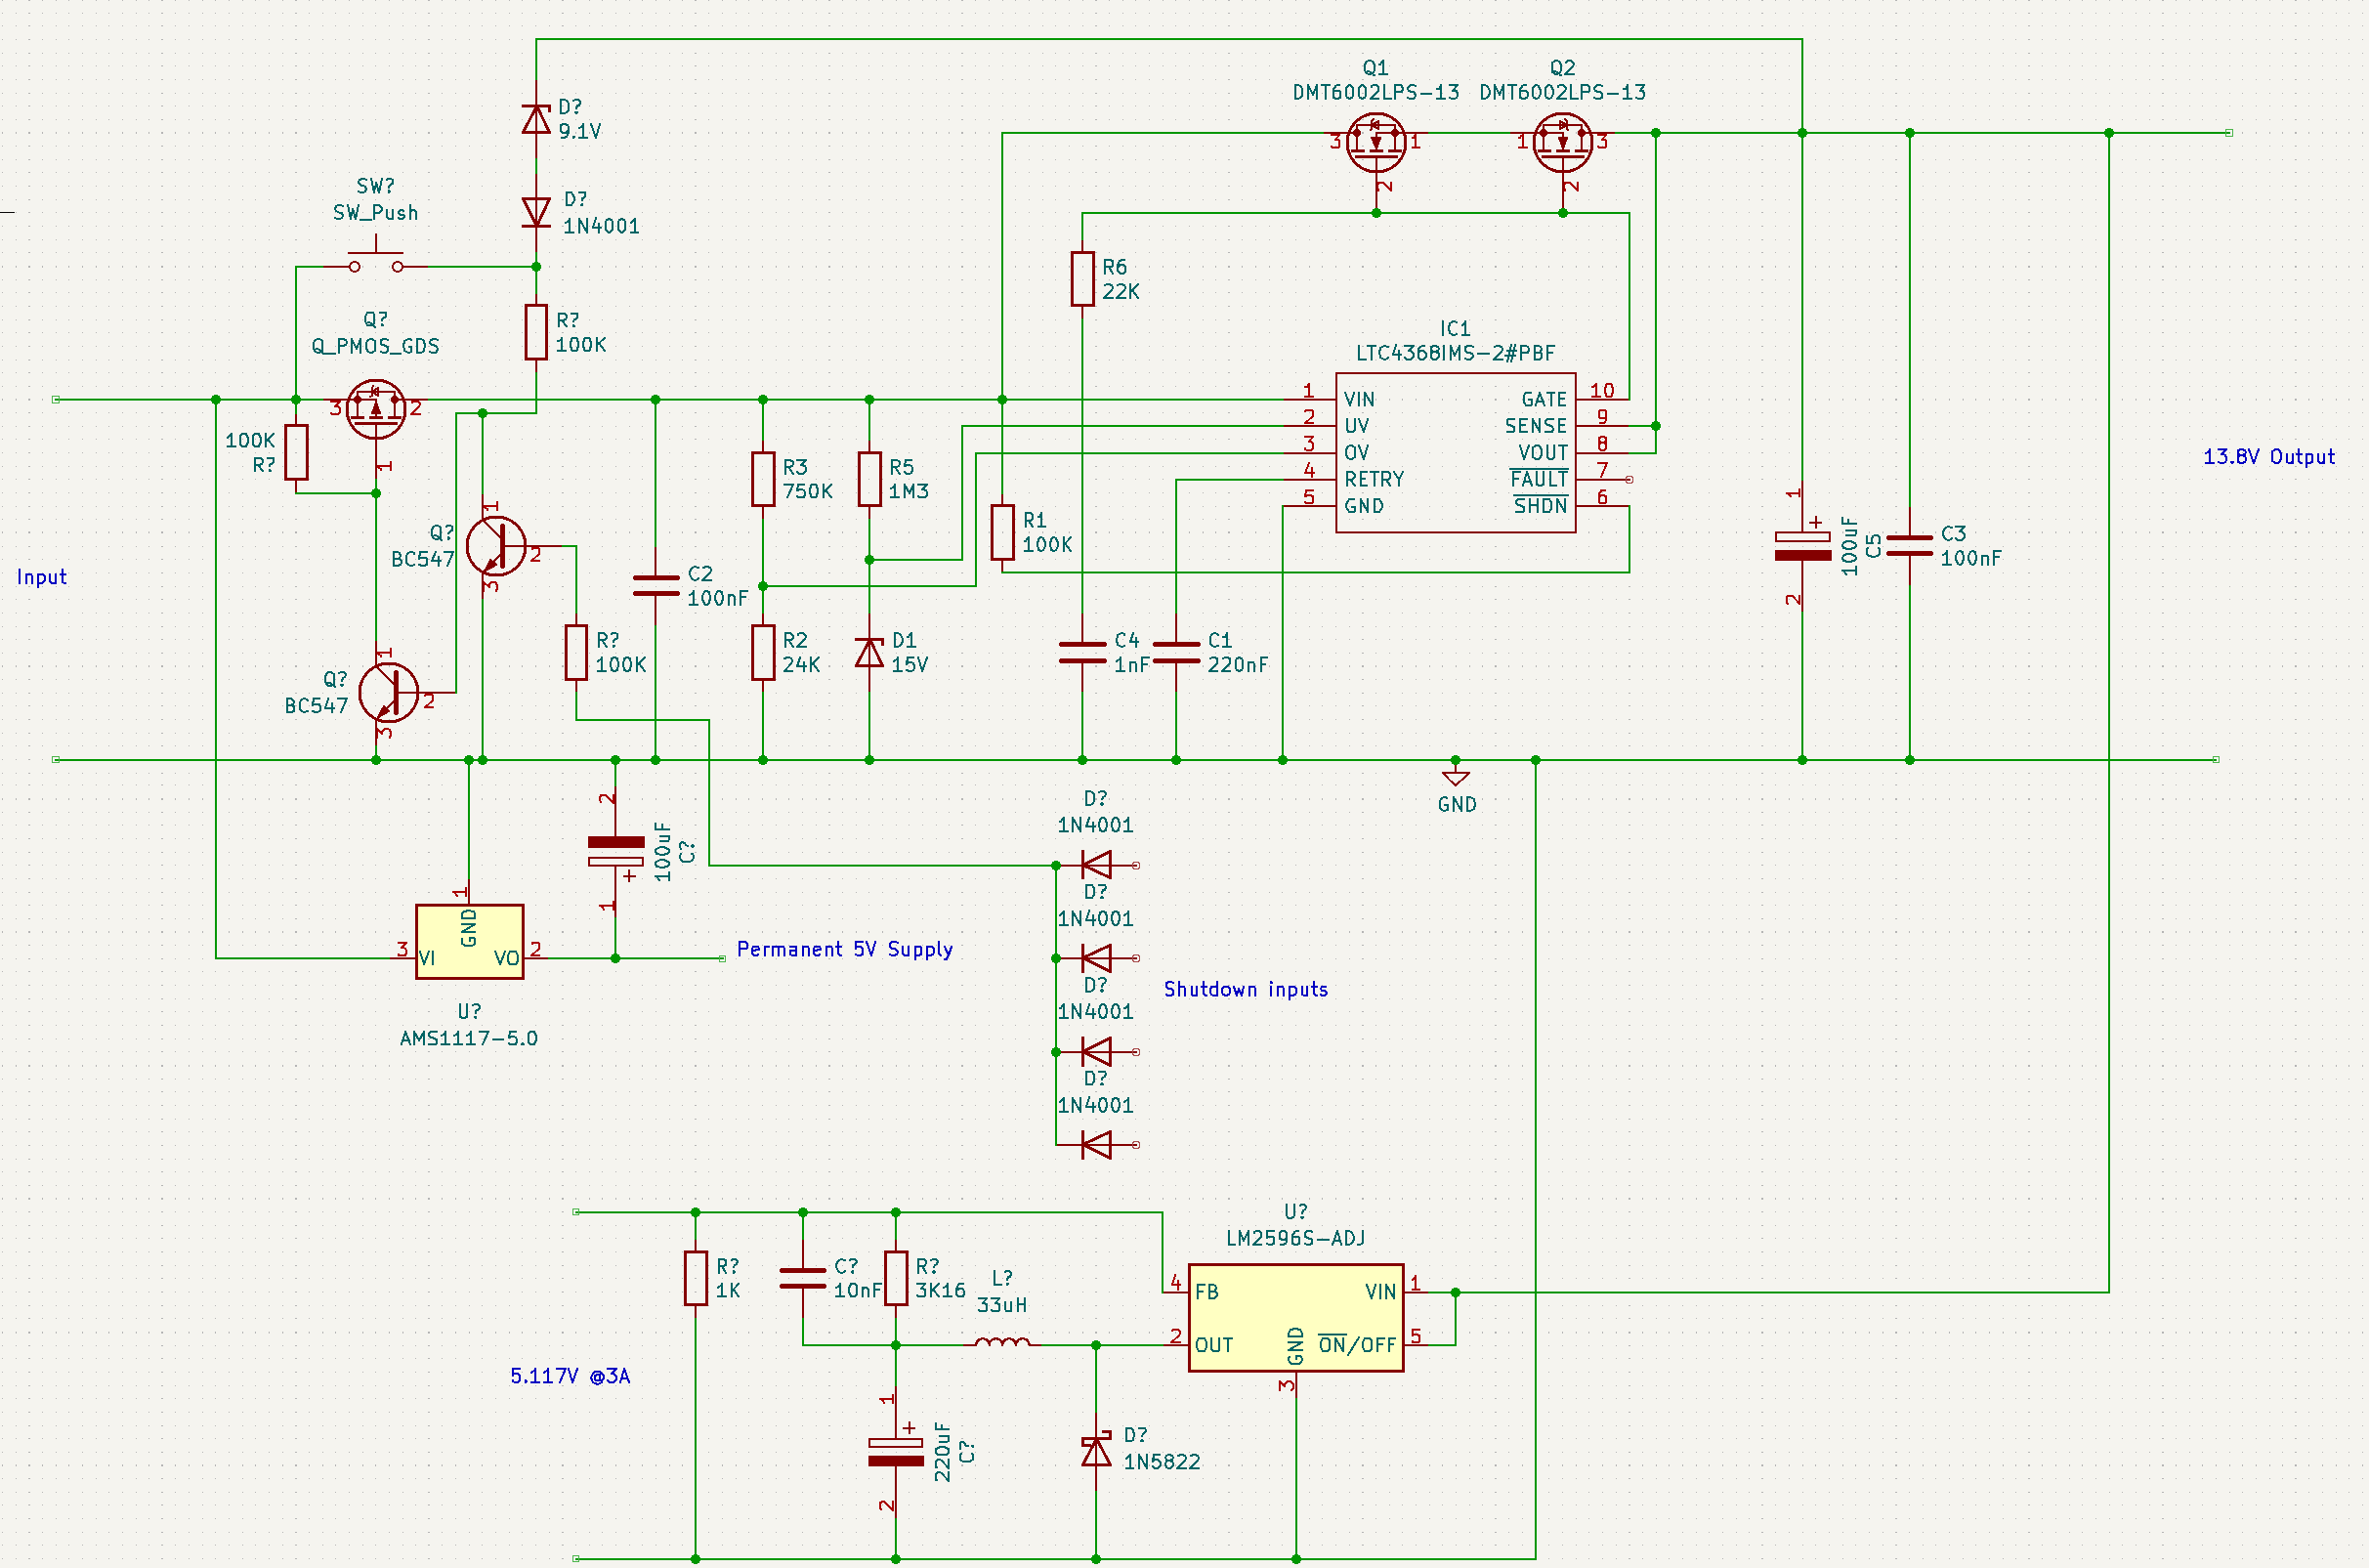 Q1
DMT6002LPS-13
Q2
DMT6002LPS-13
D?
9.1V
3
1
1
3
2
2
SW?
SW_Push
D?
1N4001
R6
22K
Q?
Q_PMOS_GDS
R?
100K
IC1
LTC4368IMS-2#PBF
3
2
1
100K
R?
1
VIN
GATE
10
2
UV
SENSE
9
3
OV
VOUT
8
4
RETRY
FAULT
7
5
GND
SHDN
6
13.8V Output
R3
750K
R5
1M3
R1
100K
1
Q?
BC547
2
3
1
+
100uF
C5
2
C3
100nF
Input
C2
100nF
R?
100K
R2
24K
D1
15V
C4
1nF
C1
220nF
1
Q?
BC547
2
3
GND
2
100uF
C?
+
1
D?
1N4001
D?
1N4001
D?
1N4001
D?
1N4001
1
GND
3
VI
VO
2
Permanent 5V Supply
Shutdown inputs
U?
AMS1117-5.0
U?
LM2596S-ADJ
R?
1K
C?
10nF
R?
3K16
L?
33uH
4
FB
VIN
1
2
OUT
GND
ON/OFF
5
3
5.117V @3A
1
+
220uF
C?
2
D?
1N5822